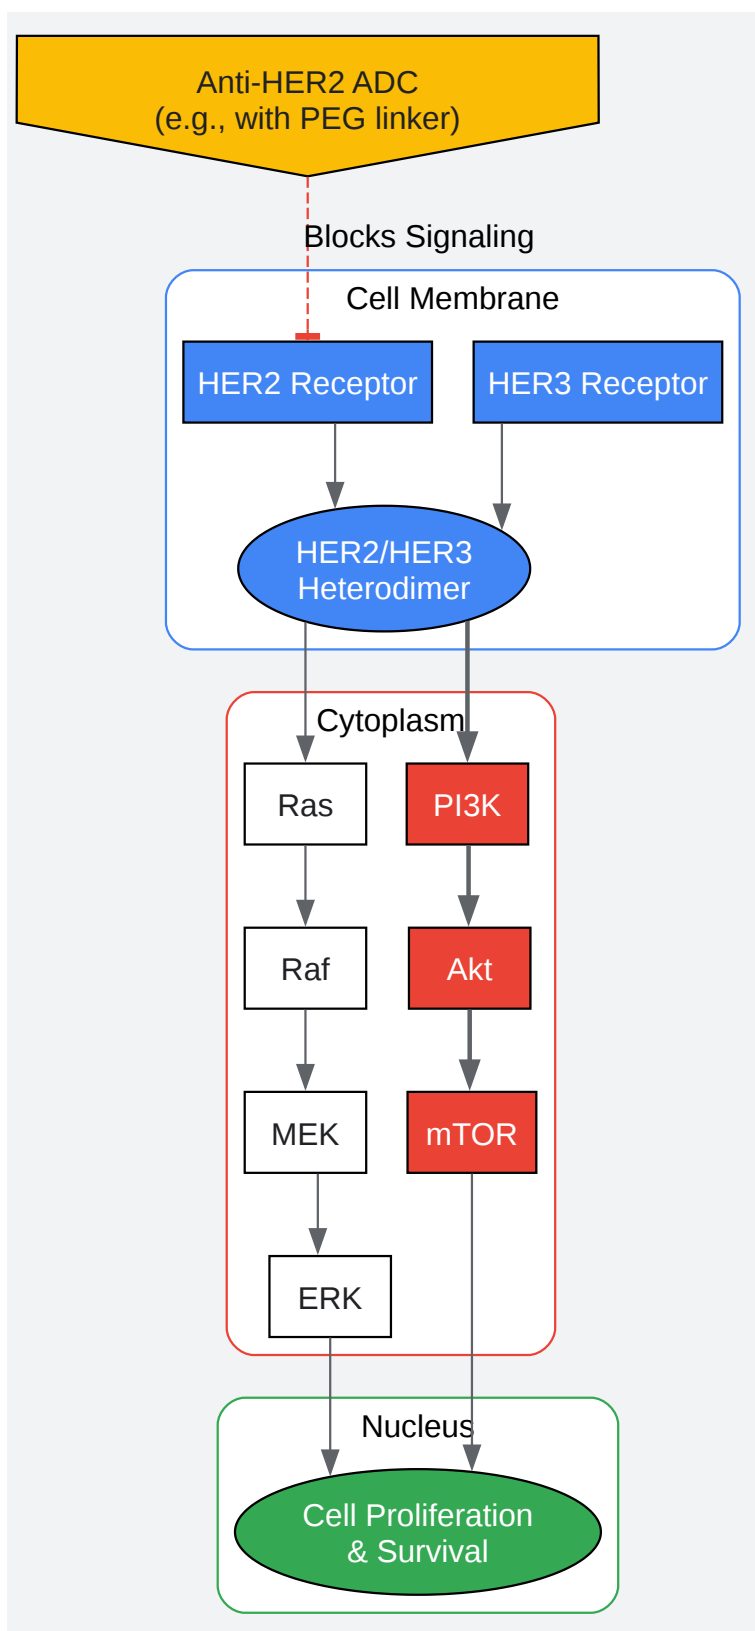 Anti-HER2 ADC
(e.g., with PEG linker)
Blocks Signaling
Cell Membrane
HER2 Receptor
HER3 Receptor
HER2/HER3
Heterodimer
Cytoplasm
Ras
PI3K
Raf
Akt
MEK
mTOR
ERK
Nucleus
Cell Proliferation
& Survival